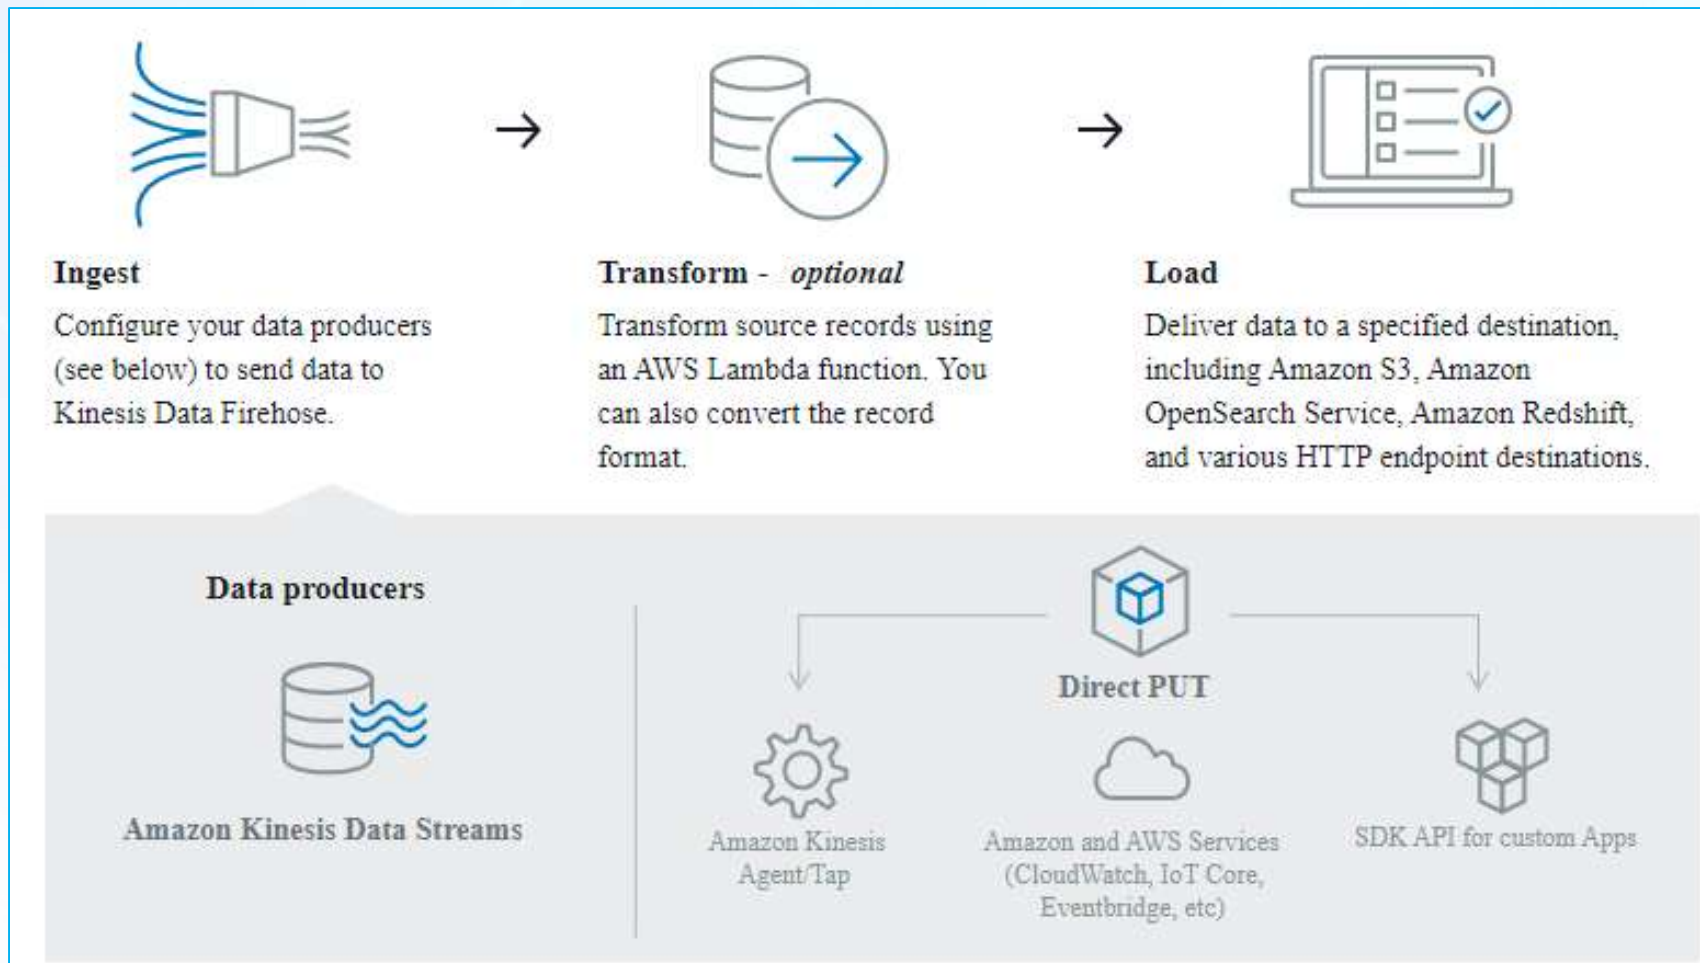 Ingest
Configure your data producers
(see below) to send data to
Kinesis Data Firehose.
Transform - optional
Transform source records using
an AWS Lambda function. You
can also convert the record
format.
Load
Deliver data to a specified destination,
including Amazon S3, Amazon
OpenSearch Service, Amazon Redshift,
and various HTTP endpoint destinations.
Data producers
Amazon Kinesis Data Streams
Direct PUT
Amazon Kinesis
Agent/Tap
Amazon and AWS Services
(CloudWatch, IoT Core,
Eventbridge, etc)
SDK API for custom Apps